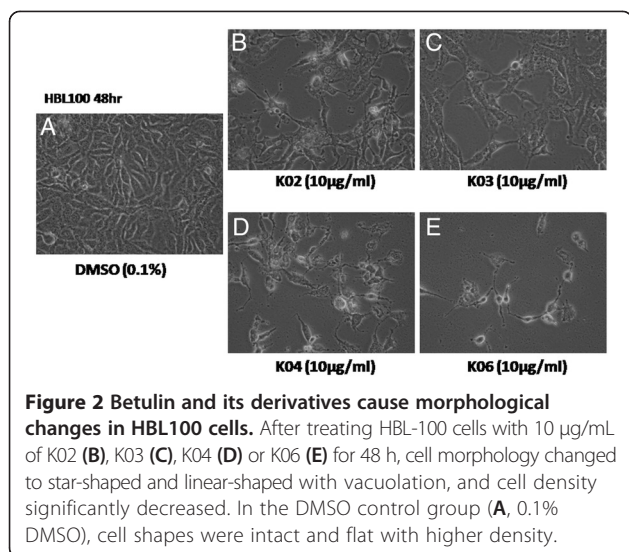 B
C
HBL100 48hr
A
K02 (10µg/ml)
K03 (10µg/ml)
D
E
DMSO (0.1%)
K04 (10µg/ml)
K06 (10µg/ml)
Figure 2 Betulin and its derivatives cause morphological
changes in HBL100 cells. After treating HBL-100 cells with 10 μg/mL
of K02 (B), K03 (C), K04 (D) or K06 (E) for 48 h, cell morphology changed
to star-shaped and linear-shaped with vacuolation, and cell density
significantly decreased. In the DMSO control group (A, 0.1%
DMSO), cell shapes were intact and flat with higher density.